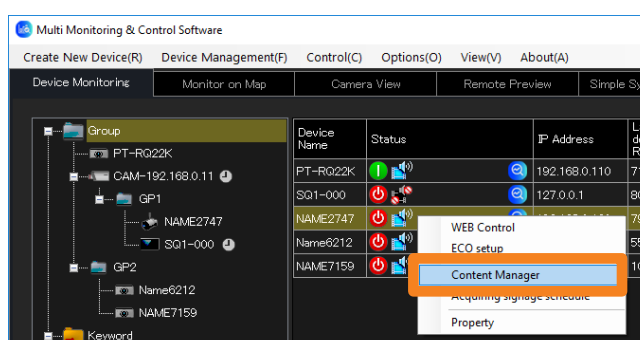 Multi Monitoring & Control Software
Create New Device(R) Device Management(F) Control(C) Options(O) View(V) About(A)
Device Monitoring Monitor on Map Camera View Remote Preview Simple
Group
PT-RQ22K
CAM-192.168.0.11
GP1
NAME2747
SQ1-000
GP2
Name6212
NAME7159
Keyword
Device Name Status IP Address
PT-RQ22K 192.168.0.110
SQ1-000 127.0.0.1
NAME2747
Name6212
NAME7159
WEB Control
ECO setup
Content Manager
Acquiring signage schedule
Property